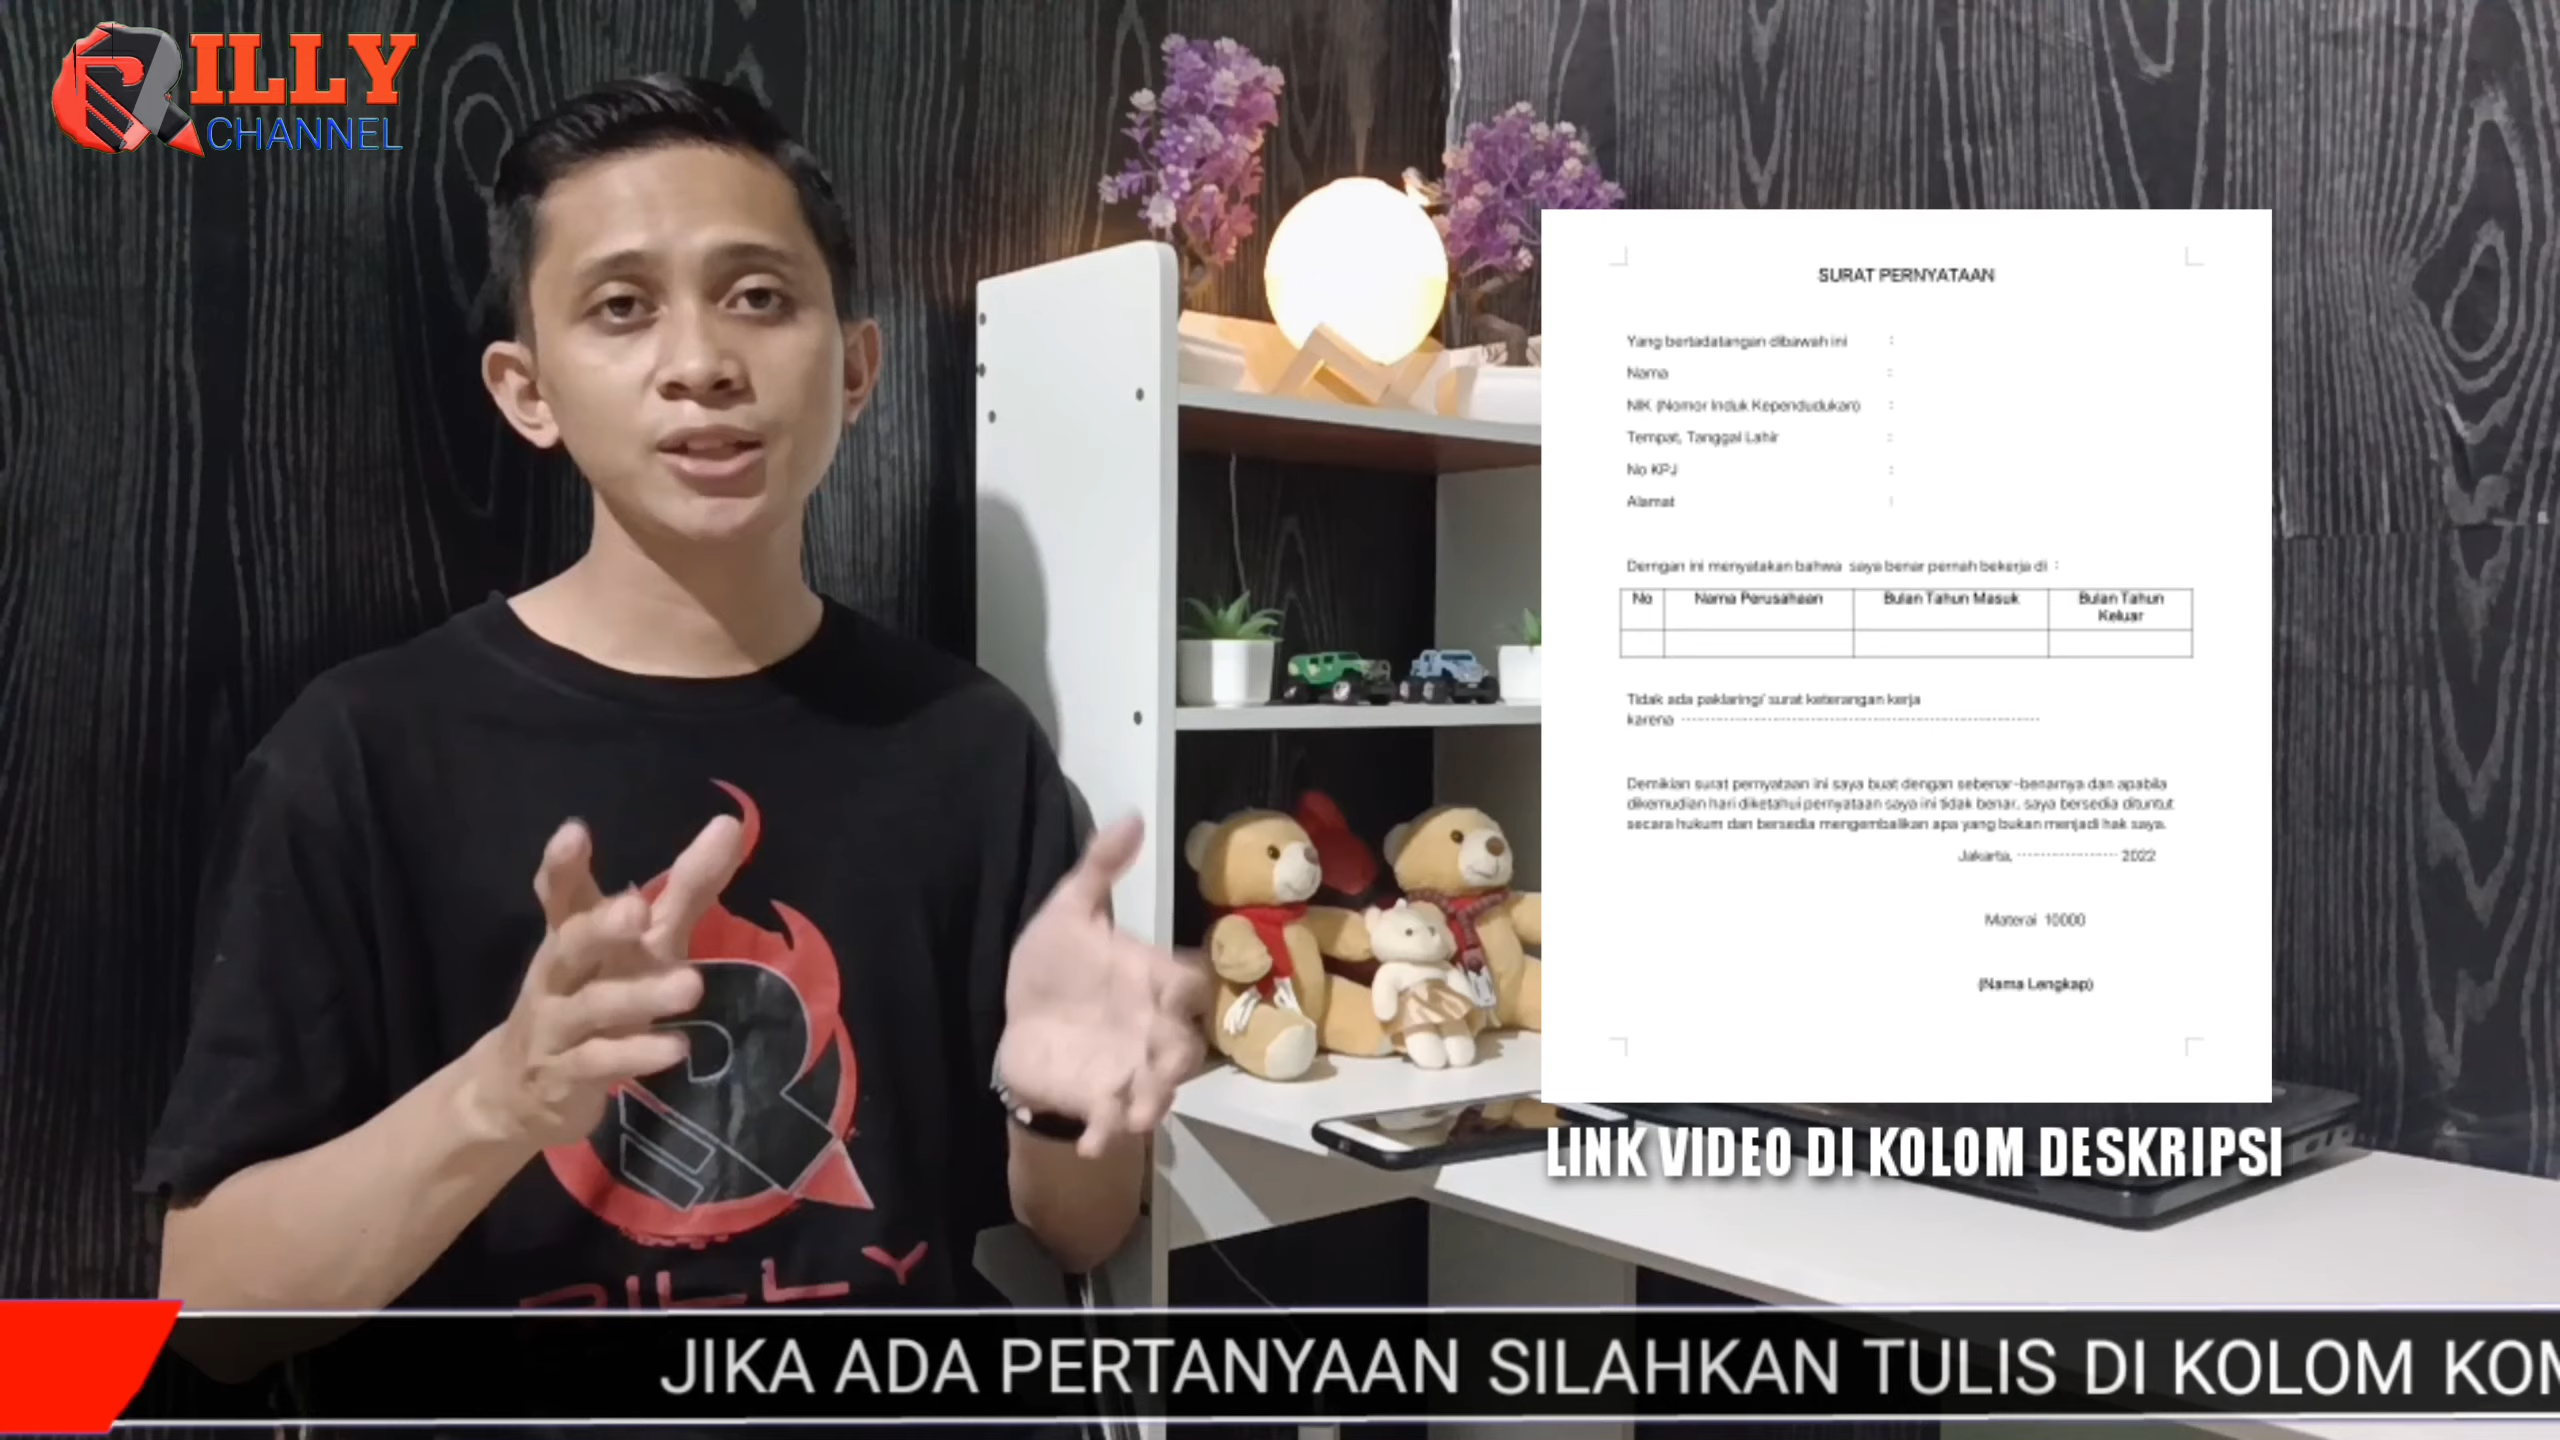 RILLY
CHANNEL
SURAT PERNYATAAN
Yang bertadatangan dibawah ini :
Nama :
NIK (Nomor Induk Kependudukan) :
Tempat, Tanggal Lahir :
No KPJ :
Alamat :
Derngan ini menyatakan bahwa saya benar pernah bekerja di :
No Nama Perusahaan Bulan Tahun Masuk Bulan Tahun
Keluar
Tidak ada paklaring/ surat keterangan kerja
karena ------------------------------------------------------------
Demikian surat pernyataan ini saya buat dengan sebenar-benarnya dan apabila
dikemudian hari diketahui pernyataan saya ini tidak benar, saya bersedia dituntut
secara hukum dan bersedia mengembalikan apa yang bukan menjadi hak saya.
Jakarta, ------------------- 2022
Materai 10000
(Nama Lengkap)
LINK VIDEO DI KOLOM DESKRIPSI
RILLY
JIKA ADA PERTANYAAN SILAHKAN TULIS DI KOLOM KOM